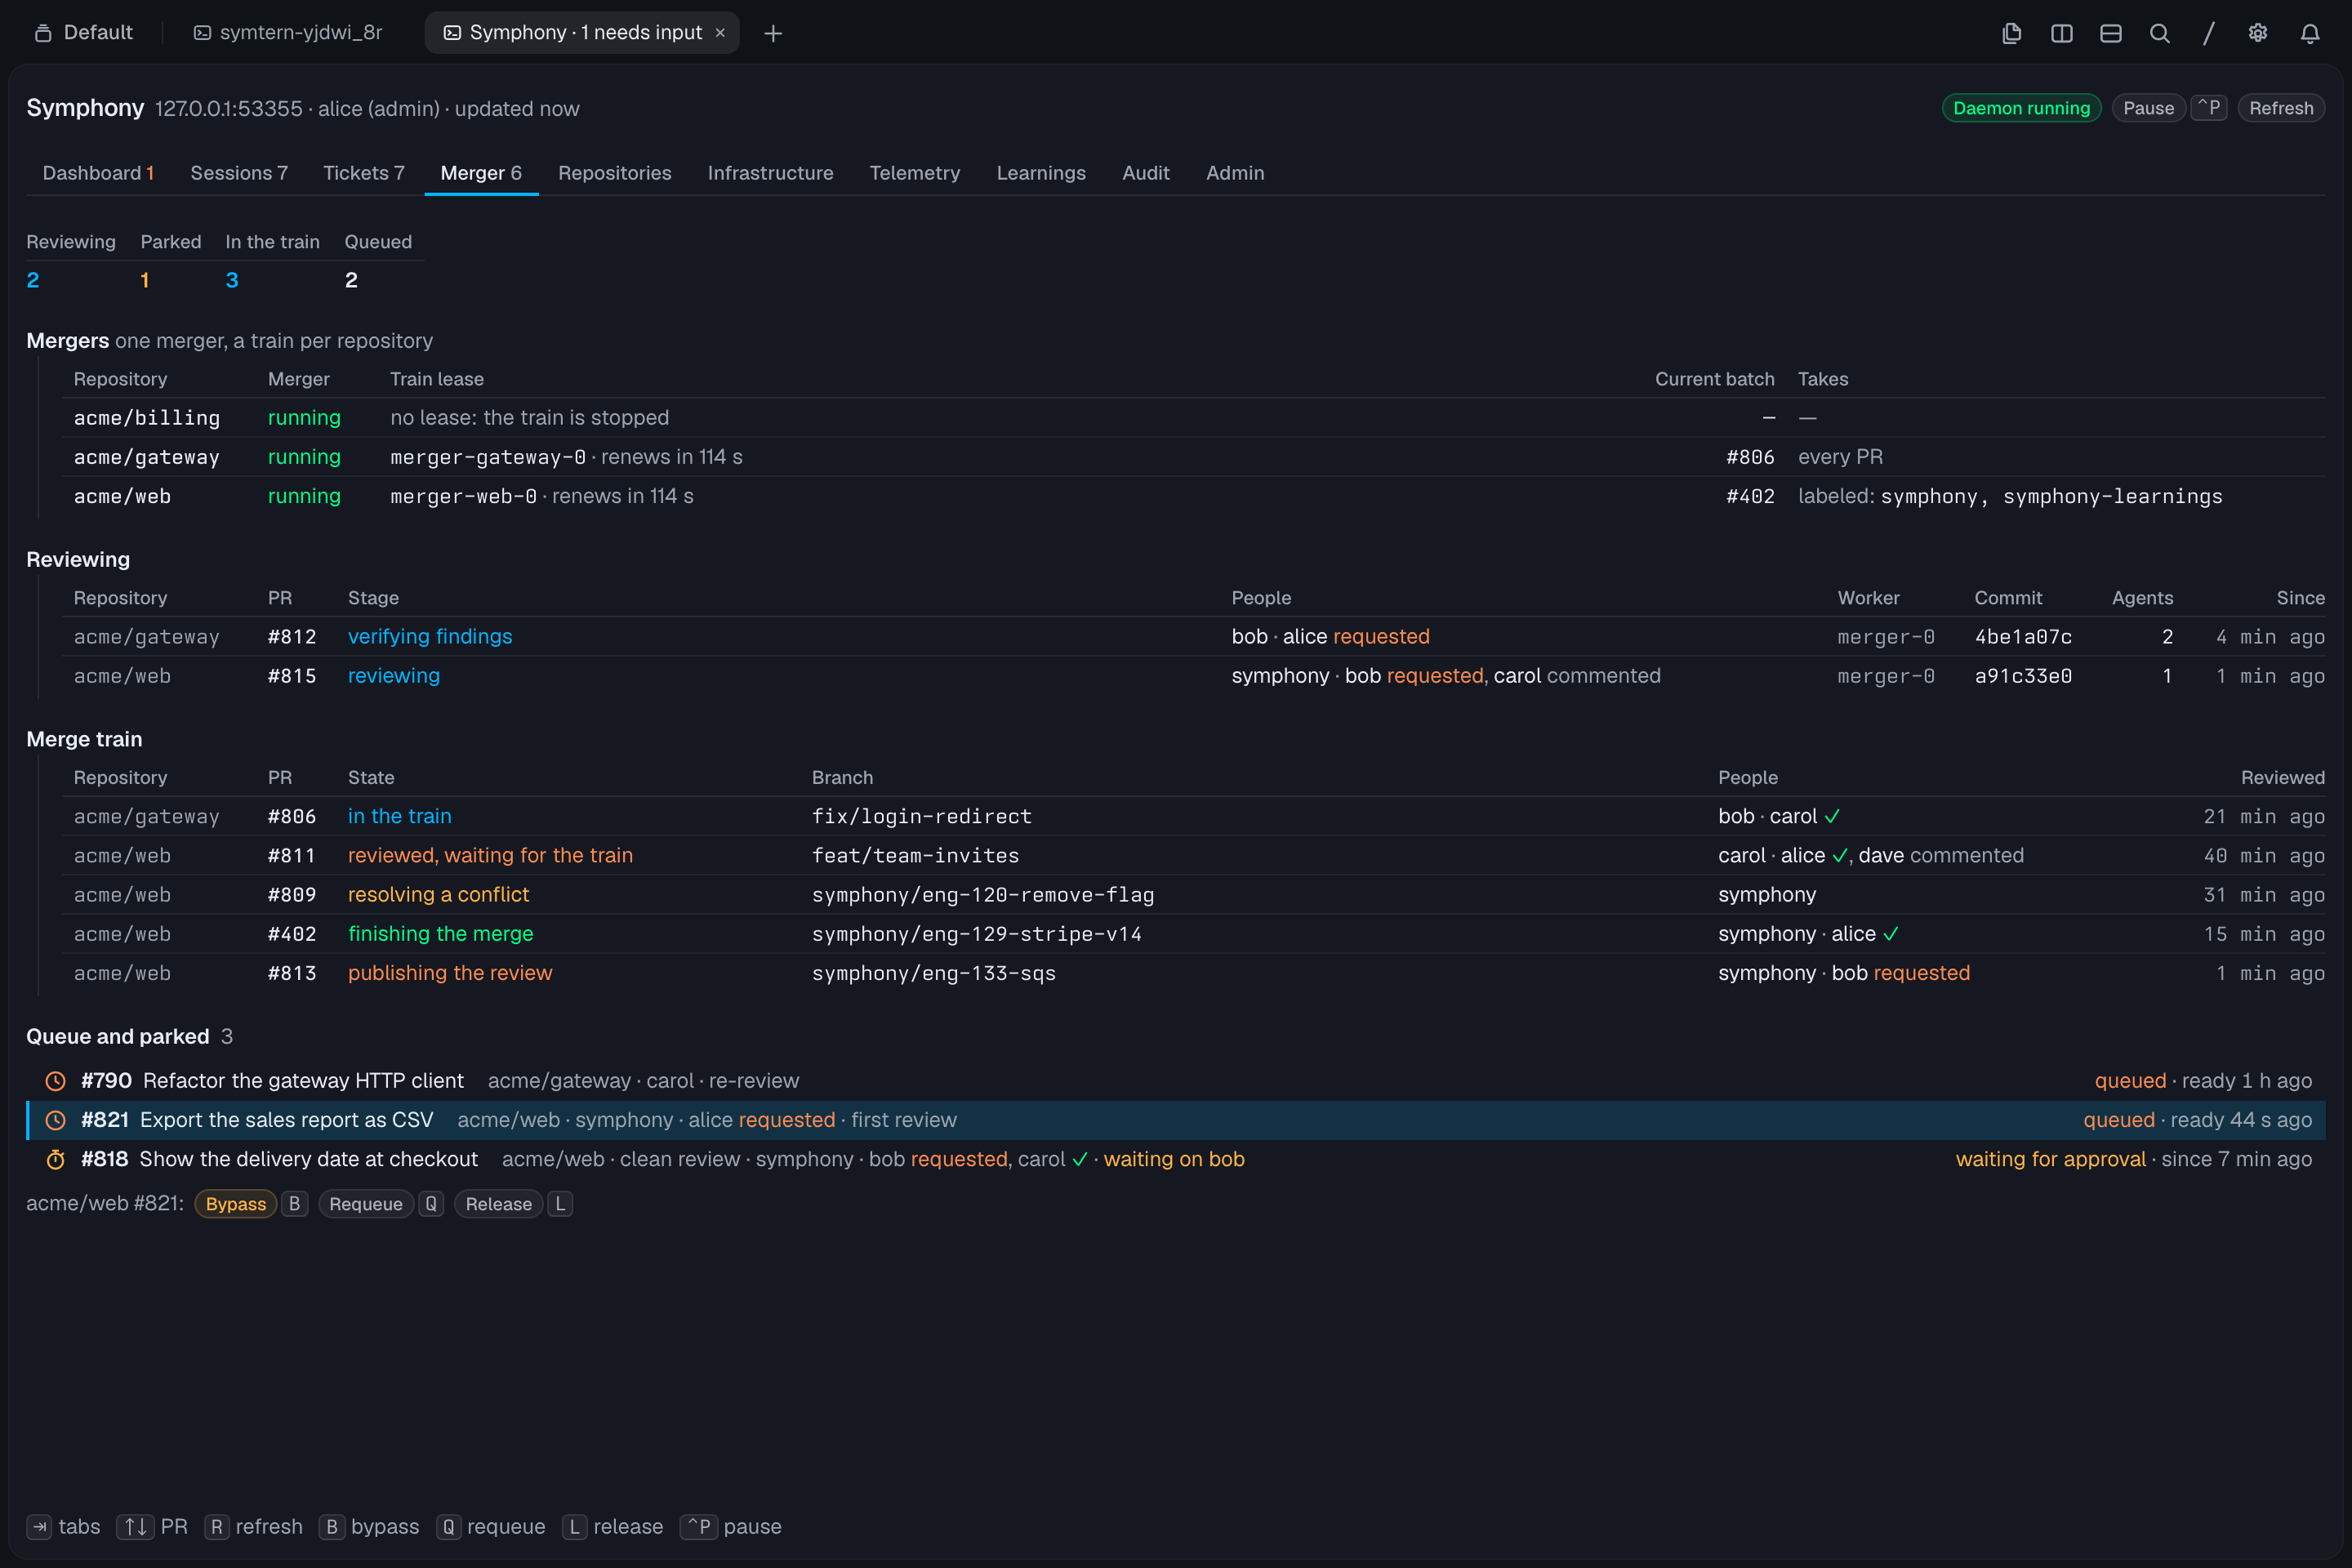 Default symtern-yjdwi_8r Symphony · 1 needs input × +
Symphony 127.0.0.1:53355 · alice (admin) · updated now Daemon running Pause ^P Refresh
Dashboard 1 Sessions 7 Tickets 7 Merger 6 Repositories Infrastructure Telemetry Learnings Audit Admin
Reviewing Parked In the train Queued
2 1 3 2
Mergers one merger, a train per repository
Repository Merger Train lease Current batch Takes
acme/billing running no lease: the train is stopped – —
acme/gateway running merger-gateway-0 · renews in 114 s #806 every PR
acme/web running merger-web-0 · renews in 114 s #402 labeled: symphony, symphony-learnings
Reviewing
Repository PR Stage People Worker Commit Agents Since
acme/gateway #812 verifying findings bob · alice requested merger-0 4be1a07c 2 4 min ago
acme/web #815 reviewing symphony · bob requested, carol commented merger-0 a91c33e0 1 1 min ago
Merge train
Repository PR State Branch People Reviewed
acme/gateway #806 in the train fix/login-redirect bob · carol ✓ 21 min ago
acme/web #811 reviewed, waiting for the train feat/team-invites carol · alice ✓, dave commented 40 min ago
acme/web #809 resolving a conflict symphony/eng-120-remove-flag symphony 31 min ago
acme/web #402 finishing the merge symphony/eng-129-stripe-v14 symphony · alice ✓ 15 min ago
acme/web #813 publishing the review symphony/eng-133-sqs symphony · bob requested 1 min ago
Queue and parked 3
#790 Refactor the gateway HTTP client acme/gateway · carol · re-review queued · ready 1 h ago
#821 Export the sales report as CSV acme/web · symphony · alice requested · first review queued · ready 44 s ago
#818 Show the delivery date at checkout acme/web · clean review · symphony · bob requested, carol ✓ · waiting on bob waiting for approval · since 7 min ago
acme/web #821: Bypass B Requeue Q Release L
⇥ tabs ↑↓ PR R refresh B bypass Q requeue L release ^P pause